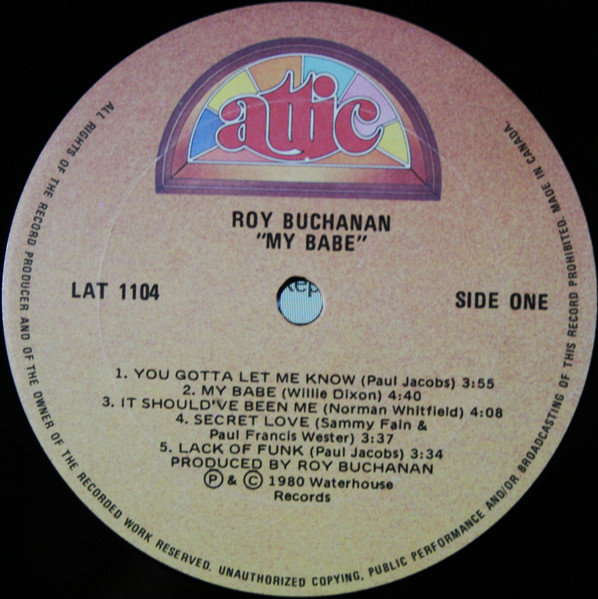 attic
ROY BUCHANAN
"MY BABE"
LAT 1104
SIDE ONE
1. YOU GOTTA LET ME KNOW (Paul Jacobs) 3:55
2. MY BABE (Willie Dixon) 4:40
3. IT SHOULD'VE BEEN ME (Norman Whitfield) 4:08
4. SECRET LOVE (Sammy Fain &
Paul Francis Wester) 3:37
5. LACK OF FUNK (Paul Jacobs) 3:34
PRODUCED BY ROY BUCHANAN
Ⓟ & © 1980 Waterhouse
Records
ALL RIGHTS OF THE RECORD PRODUCER AND OF THE OWNER OF THE RECORDED WORK RESERVED. UNAUTHORIZED COPYING, PUBLIC PERFORMANCE AND/OR BROADCASTING OF THIS RECORD PROHIBITED. MADE IN CANADA.